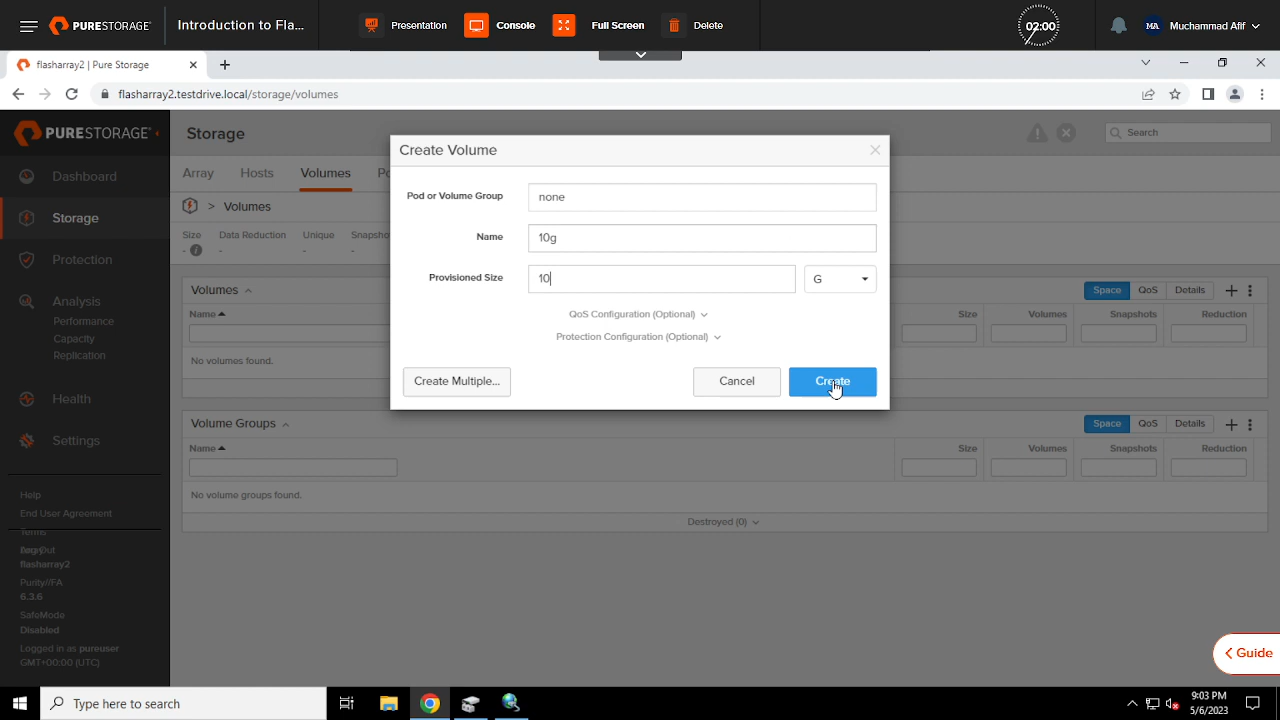 PURESTORAGE®
Introduction to Fla...
Presentation
Console
Full Screen
Delete
02:00
MA
Muhammad Afif
flasharray2 | Pure Storage
flasharray2.testdrive.local/storage/volumes
PURESTORAGE®
Storage
Search
Dashboard
Storage
Protection
Analysis
Performance
Capacity
Replication
Health
Settings
Help
End User Agreement
Terms
Log Out
flasharray2
Purity//FA
6.3.6
SafeMode
Disabled
Logged in as pureuser
GMT+00:00 (UTC)
Array
Hosts
Volumes
> Volumes
Size
Data Reduction
Unique
-
-
-
-
Volumes
Space
QoS
Details
Name
Size
Volumes
Snapshots
Reduction
No volumes found.
Volume Groups
Space
QoS
Details
Name
Size
Volumes
Snapshots
Reduction
No volume groups found.
Destroyed (0)
Create Volume
Pod or Volume Group
none
Name
10g
Provisioned Size
10
G
QoS Configuration (Optional)
Protection Configuration (Optional)
Create Multiple...
Cancel
Create
Guide
Type here to search
9:03 PM
5/6/2023